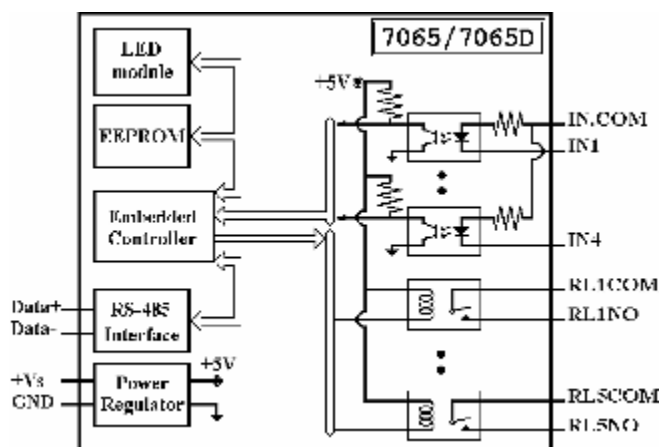 7065/7065D
LED
module
EEPROM
Embedded
Controller
RS-485
Interface
Power
Regulator
Data+
Data-
+Vs
GND
+5V
+5V
IN.COM
IN1
IN4
RL1COM
RL1NO
RL5COM
RL5NO